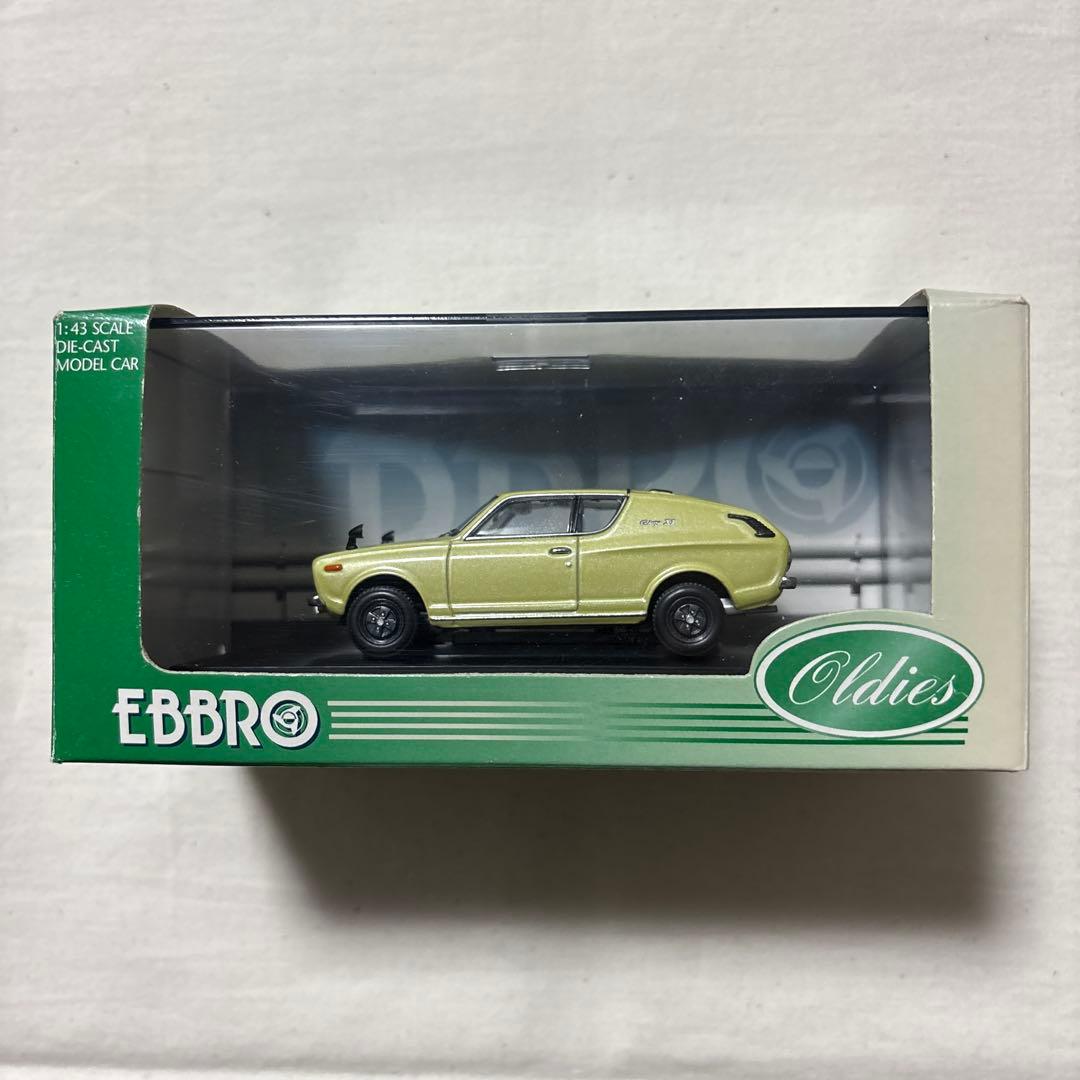 1:43 SCALE
DIE-CAST
MODEL CAR
EBBRO
Oldies